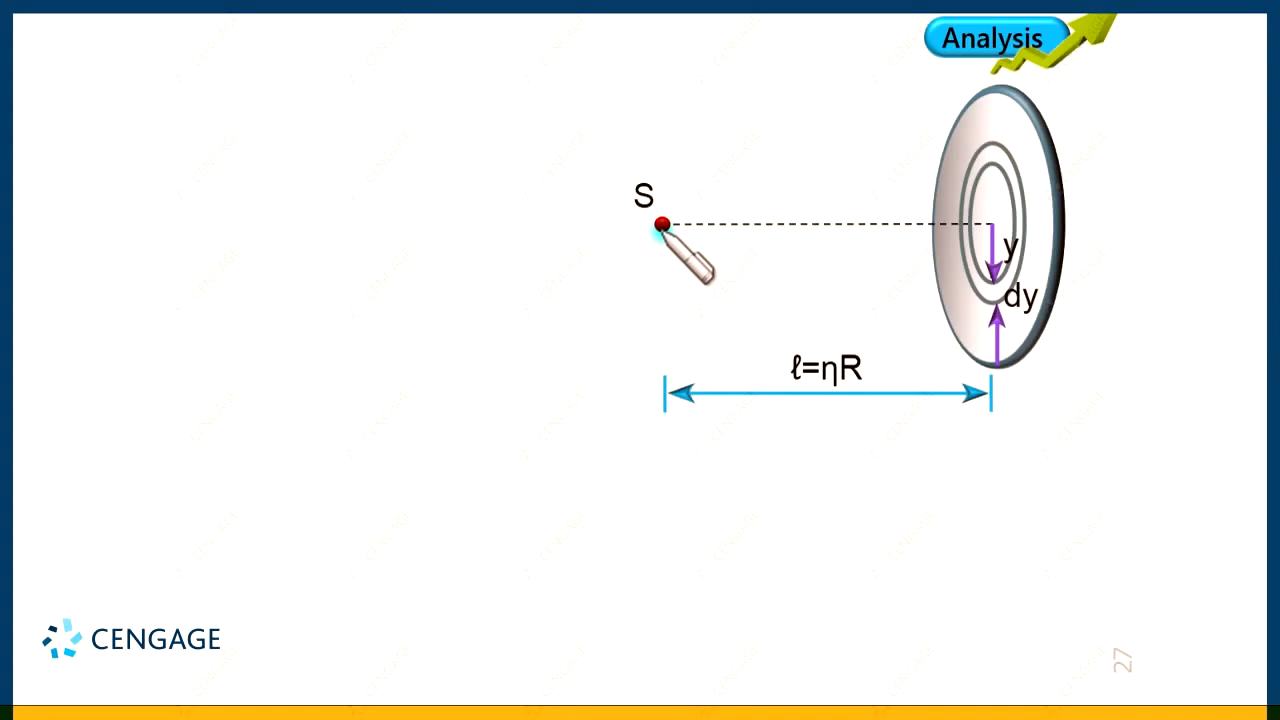 Analysis
S
y
dy
ℓ=ηR
CENGAGE
27